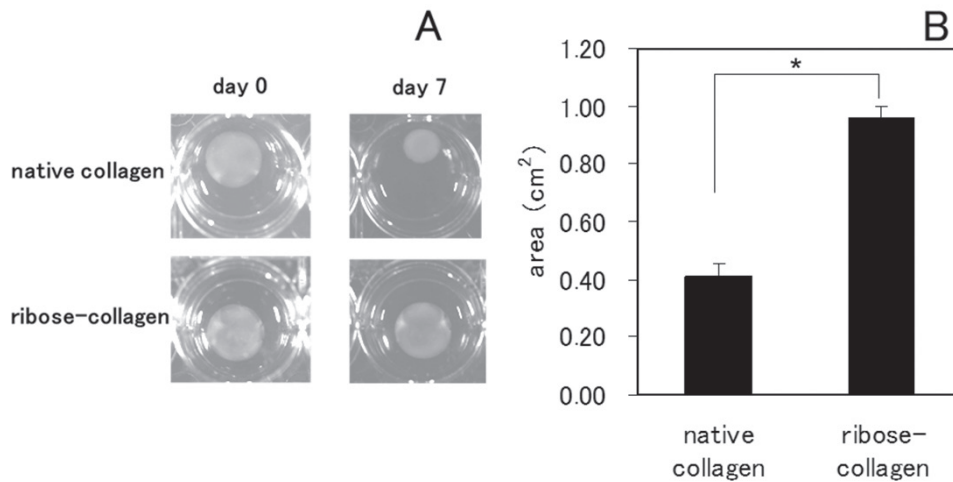 A
day 0
day 7
native collagen
ribose-collagen
B
area (cm²)
1.20
1.00
0.80
0.60
0.40
0.20
0.00
*
native
collagen
ribose-
collagen